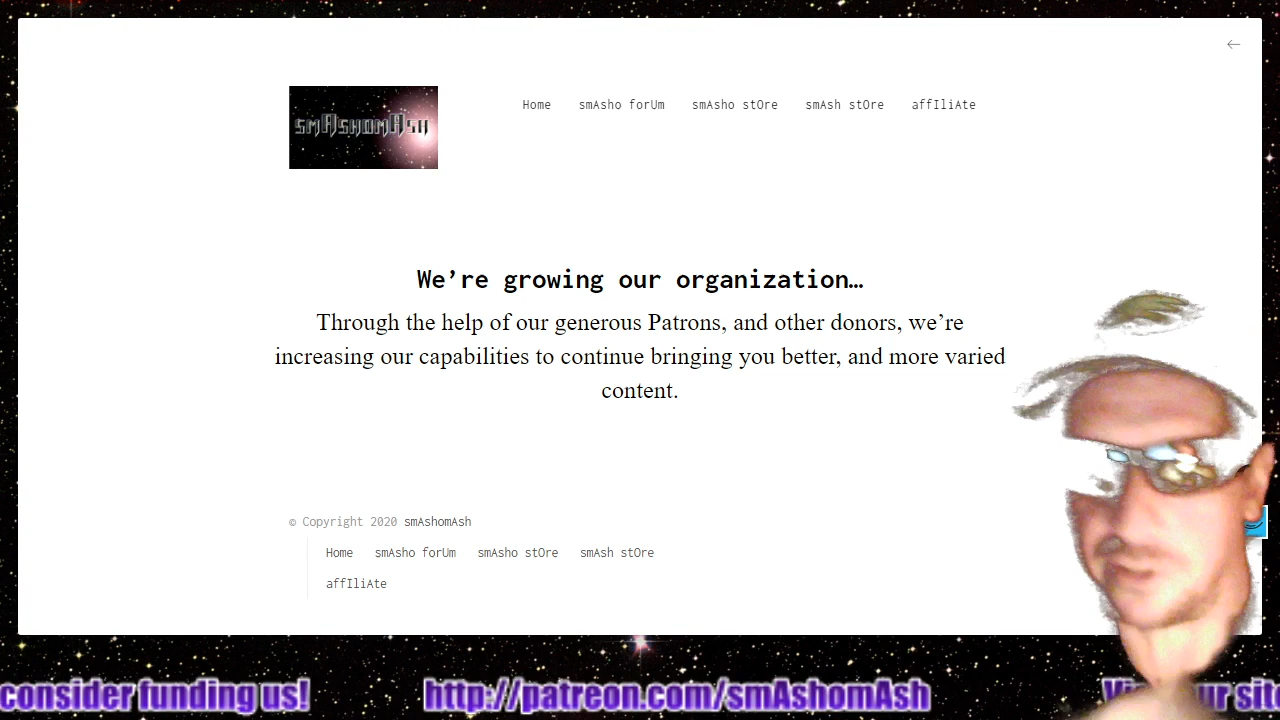 smAshomAsh
Home smAsho forUm smAsho stOre smAsh stOre affIliAte
We’re growing our organization…
Through the help of our generous Patrons, and other donors, we’re
increasing our capabilities to continue bringing you better, and more varied
content.
© Copyright 2020 smAshomAsh
Home smAsho forUm smAsho stOre smAsh stOre
affIliAte
consider funding us! http://patreon.com/smAshomAsh